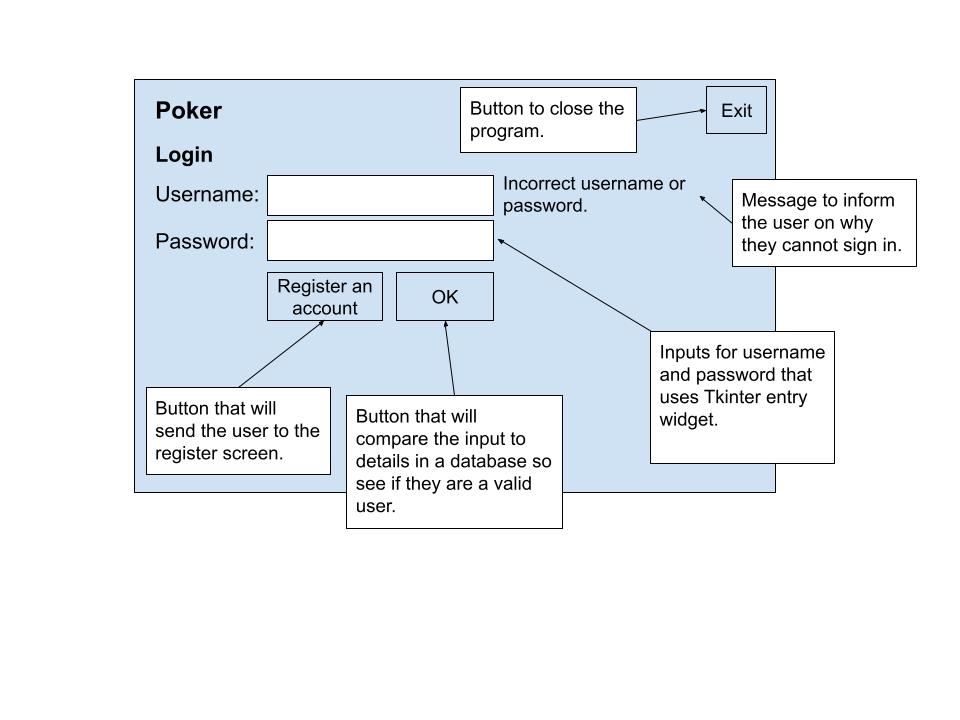 Poker
Button to close the
program.
Exit
Login
Username:
Incorrect username or
password.
Message to inform
the user on why
they cannot sign in.
Password:
Register an
account
OK
Inputs for username
and password that
uses Tkinter entry
widget.
Button that will
send the user to the
register screen.
Button that will
compare the input to
details in a database so
see if they are a valid
user.